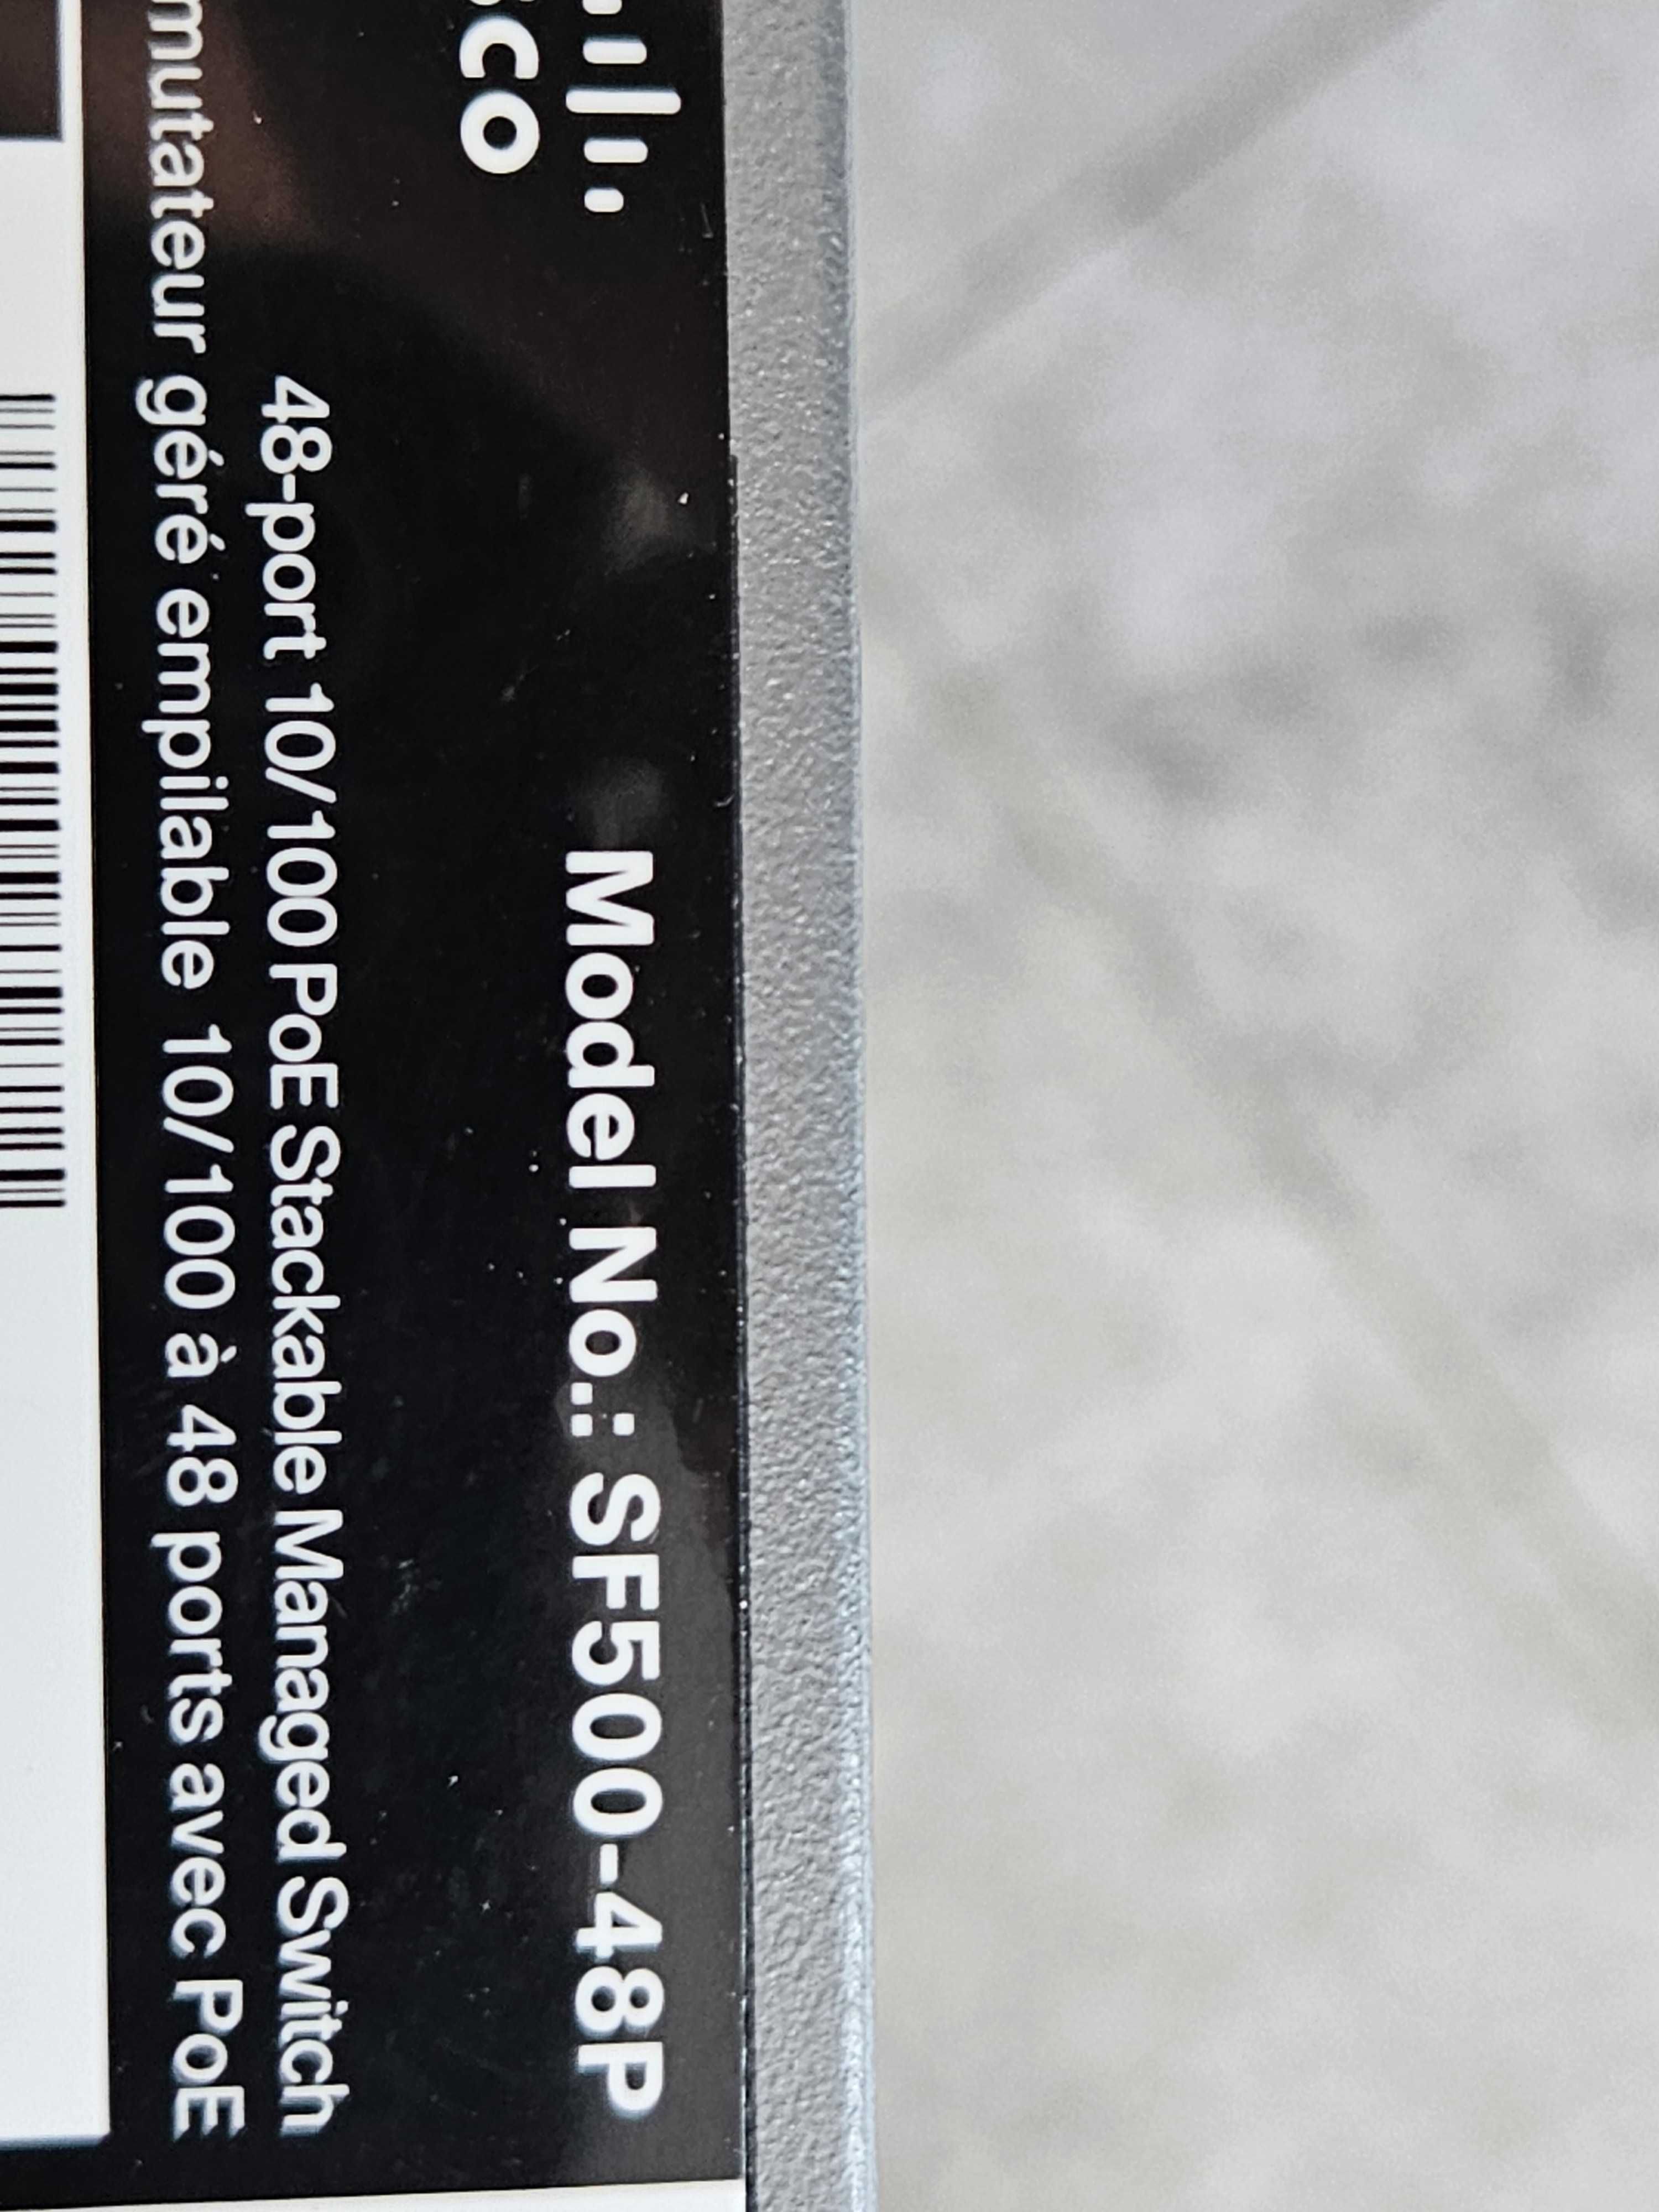 Model No.: SF500-48P
48-port 10/100 PoE Stackable Managed Switch
géré empilable 10/100 à 48 ports avec PoE